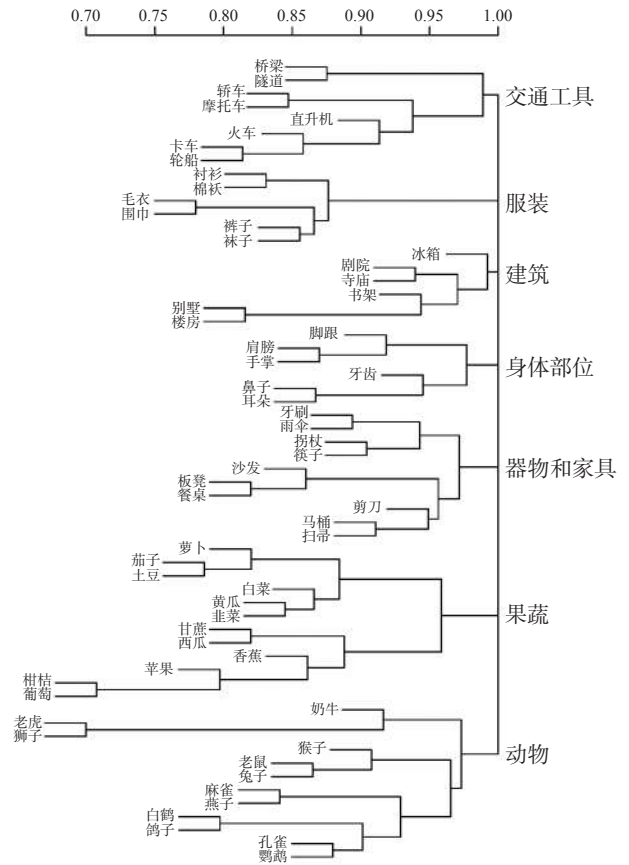 0.70 0.75 0.80 0.85 0.90 0.95 1.00
桥梁
隧道
交通工具
轿车
摩托车
直升机
火车
卡车
轮船
衬衫
棉袄
毛衣
服装
围巾
裤子
袜子
冰箱
剧院
建筑
寺庙
书架
别墅
楼房
脚跟
肩膀
身体部位
手掌
牙齿
鼻子
耳朵
牙刷
雨伞
拐杖
筷子
器物和家具
沙发
板凳
餐桌
剪刀
马桶
扫帚
萝卜
茄子
土豆
白菜
黄瓜
果蔬
韭菜
甘蔗
西瓜
香蕉
苹果
柑桔
葡萄
奶牛
老虎
狮子
猴子
动物
老鼠
兔子
麻雀
燕子
白鹤
鸽子
孔雀
鹦鹉